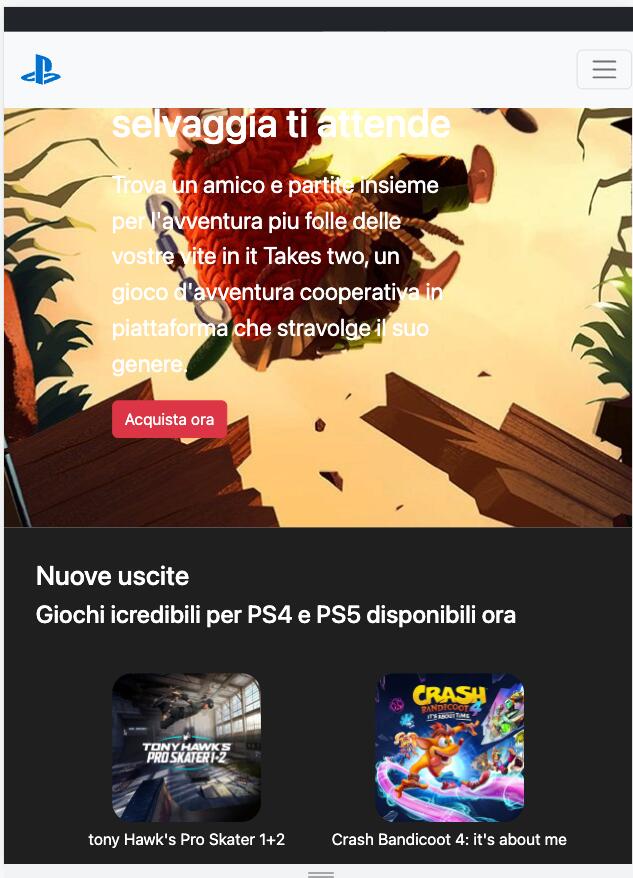 selvaggia ti attende
Trova un amico e partite insieme
per l'avventura piu folle delle
vostre vite in it Takes two, un
gioco d'avventura cooperativa in
piattaforma che stravolge il suo
genere.
Acquista ora
Nuove uscite
Giochi icredibili per PS4 e PS5 disponibili ora
TONY HAWK'S
PRO SKATER 1+2
CRASH
BANDICOOT 4
IT'S ABOUT TIME
tony Hawk's Pro Skater 1+2
Crash Bandicoot 4: it's about me